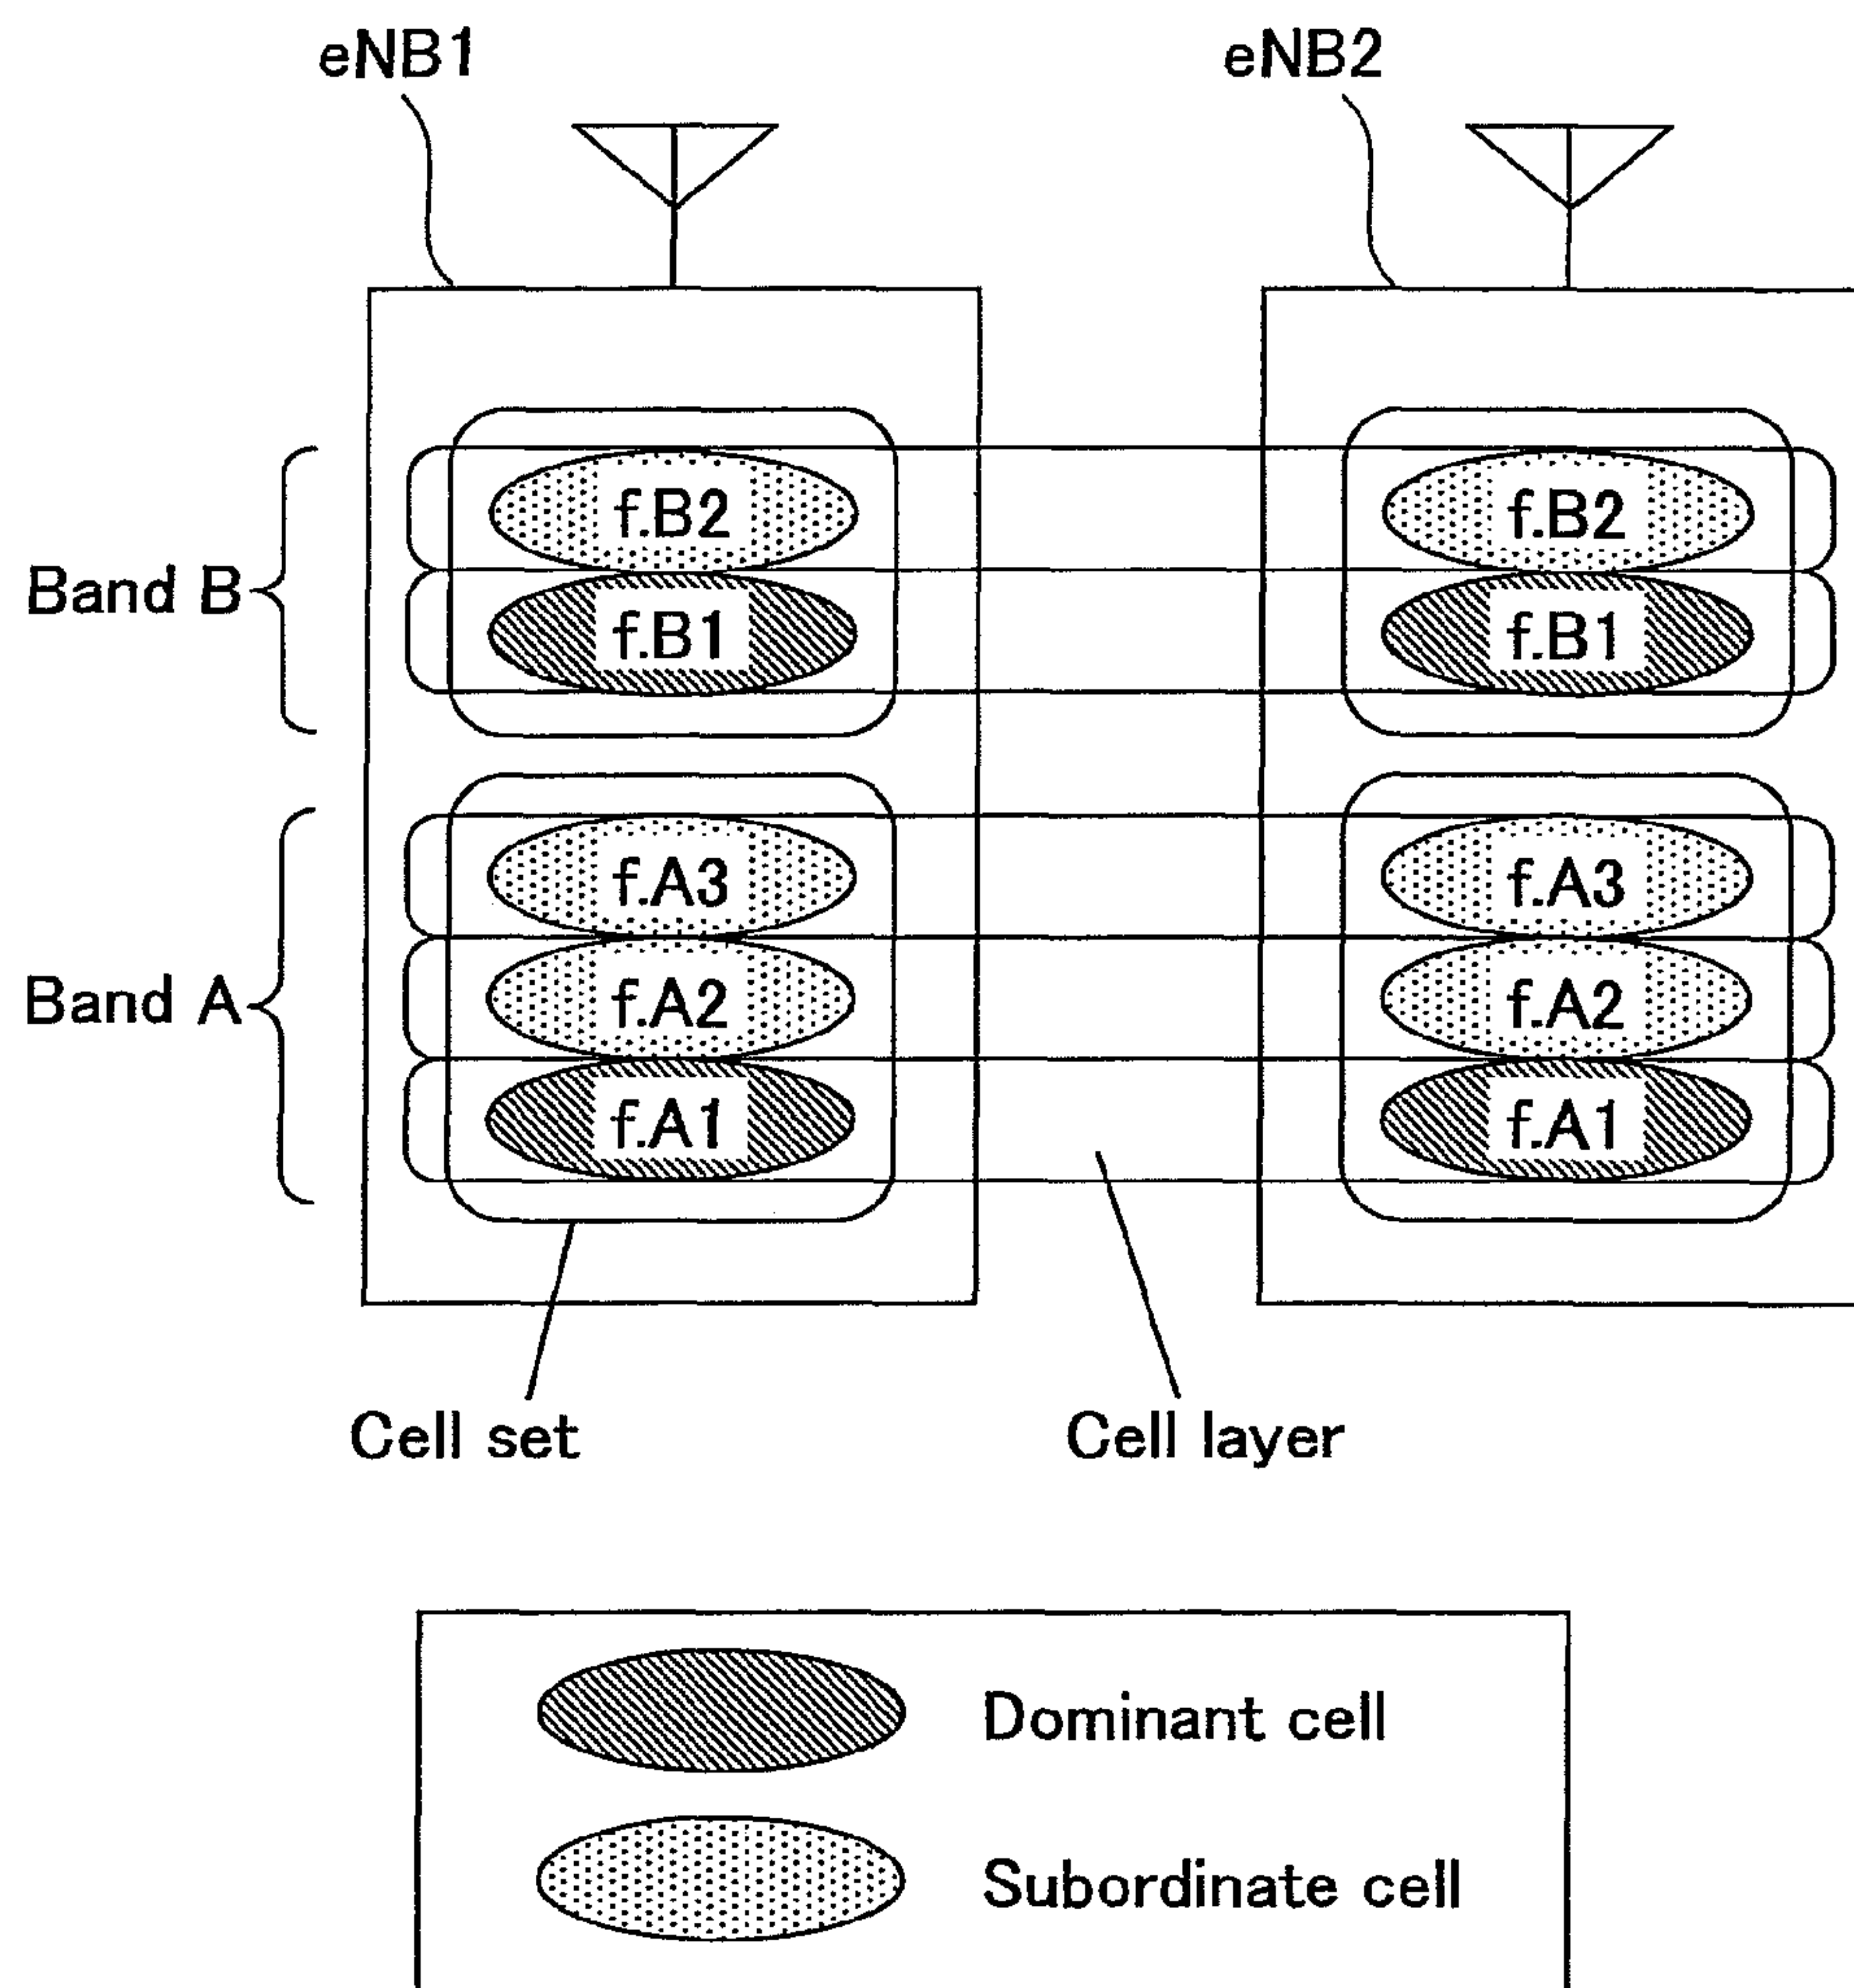 eNB1
eNB2
f.B2
f.B2
Band B
f.B1
f.B1
f.A3
f.A3
Band A
f.A2
f.A2
f.A1
f.A1
Cell set
Cell layer
Dominant cell
Subordinate cell